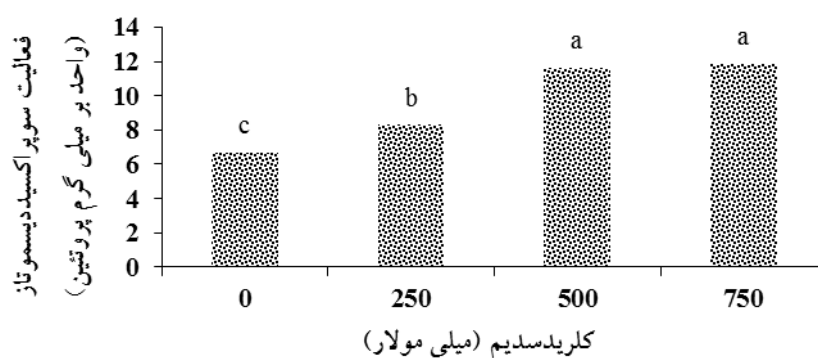 فعالیت سوپراکسیددیسموتاز
(واحد بر میلی گرم پروتئین)
14
12
10
8
6
4
2
0
c
b
a
a
0 250 500 750
کلریدسدیم (میلی مولار)